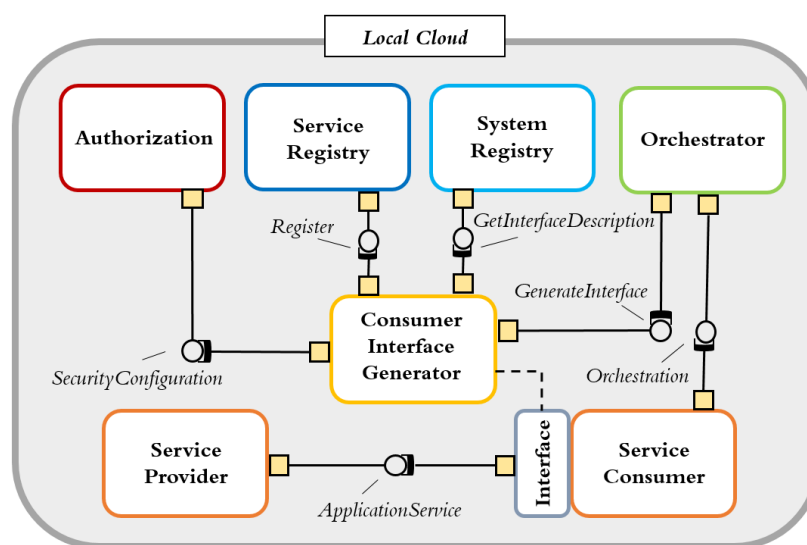 Local Cloud
Authorization
Service
Registry
System
Registry
Orchestrator
Register
GetInterfaceDescription
GenerateInterface
Consumer
Interface
Generator
SecurityConfiguration
Orchestration
Service
Provider
Interface
Service
Consumer
ApplicationService